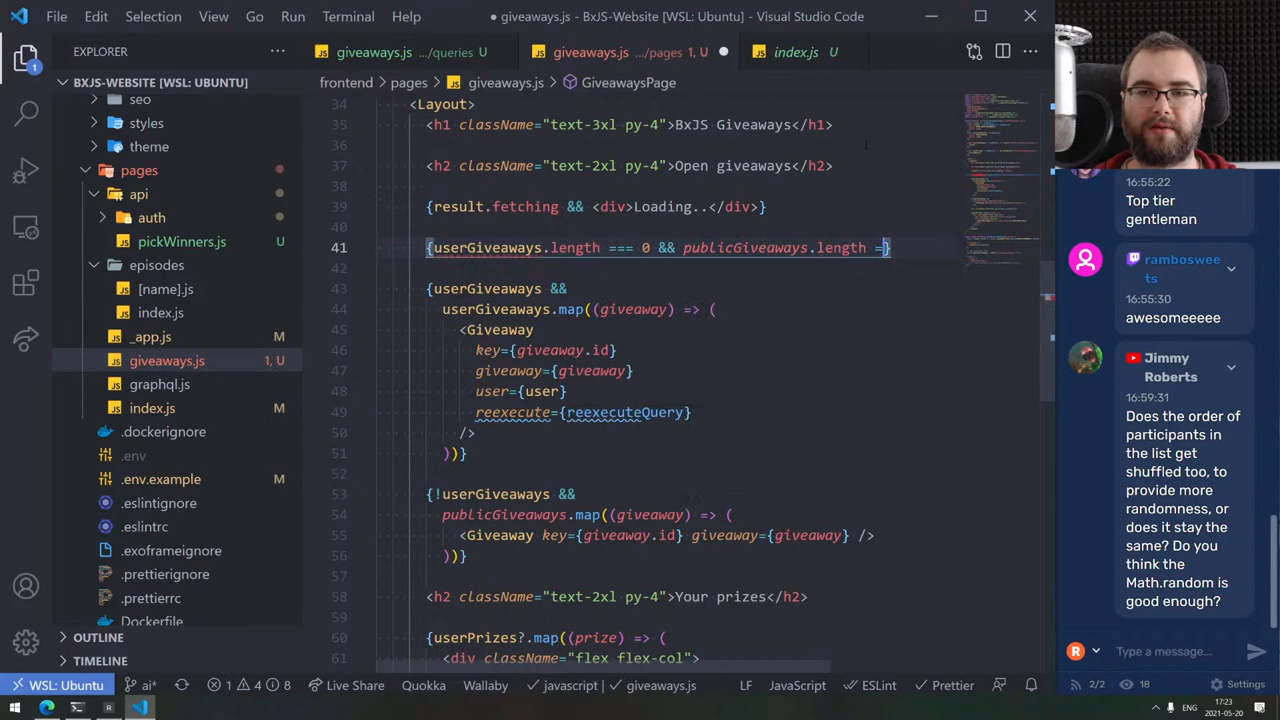 File Edit Selection View Go Run Terminal Help
● giveaways.js - BxJS-Website [WSL: Ubuntu] - Visual Studio Code
EXPLORER
BXJS-WEBSITE [WSL: UBUNTU]
seo
styles
theme
pages
api
auth
pickWinners.js U
episodes
[name].js
index.js
_app.js M
giveaways.js 1, U
graphql.js
index.js M
.dockerignore
.env
.env.example M
.eslintignore
.eslintrc
.exoframeignore
.prettierignore
.prettierrc
Dockerfile
OUTLINE
TIMELINE
1
giveaways.js .../queries U
giveaways.js .../pages 1, U
index.js U
frontend > pages > giveaways.js > GiveawaysPage
34 <Layout>
35 <h1 className="text-3xl py-4">BxJS Giveaways</h1>
36
37 <h2 className="text-2xl py-4">Open giveaways</h2>
38
39 {result.fetching && <div>Loading..</div>}
40
41 {userGiveaways.length === 0 && publicGiveaways.length =}
42
43 {userGiveaways &&
44 userGiveaways.map((giveaway) => (
45 <Giveaway
46 key={giveaway.id}
47 giveaway={giveaway}
48 user={user}
49 reexecute={reexecuteQuery}
50 />
51 ))}
52
53 {!userGiveaways &&
54 publicGiveaways.map((giveaway) => (
55 <Giveaway key={giveaway.id} giveaway={giveaway} />
56 ))}
57
58 <h2 className="text-2xl py-4">Your prizes</h2>
59
60 {userPrizes?.map((prize) => (
61 <div className="flex flex-col">
16:55:22
Top tier
gentleman
ramboswee
ts
16:55:30
awesomeeeee
Jimmy
Roberts
16:59:31
Does the order of
participants in
the list get
shuffled too, to
provide more
randomness, or
does it stay the
same? Do you
think the
Math.random is
good enough?
R Type a message...
2/2 18 Settings
WSL: Ubuntu ai* 1 4 8 Live Share Quokka Wallaby javascript | giveaways.js LF JavaScript ESLint Prettier
ENG 17:23
2021-05-20